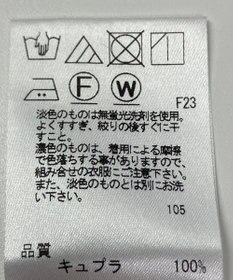 F W
F23
淡色のものは無蛍光洗剤を使用。
よくすすぎ、絞りの後すぐに干
すこと。
濃色のものは、着用による摩擦
で色落ちする事がありますので、
組み合せの衣服にご注意下さい。
また、淡色のものとは別にお洗
い下さい。
105
品質
キュプラ 100%